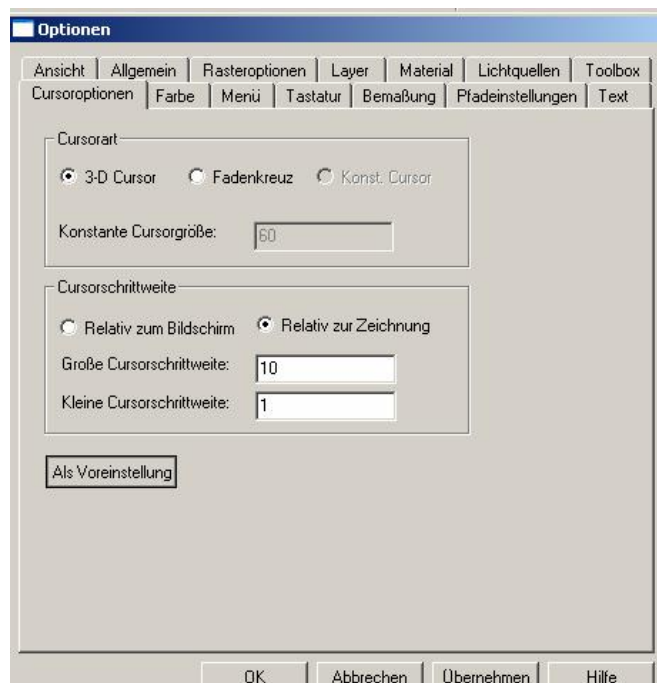 Optionen
Ansicht Allgemein Rasteroptionen Layer Material Lichtquellen Toolbox
Cursoroptionen Farbe Menü Tastatur Bemaßung Pfadeinstellungen Text
Cursorart
3-D Cursor Fadenkreuz Konst. Cursor
Konstante Cursorgröße: 60
Cursorschrittweite
Relativ zum Bildschirm Relativ zur Zeichnung
Große Cursorschrittweite: 10
Kleine Cursorschrittweite: 1
Als Voreinstellung
OK Abbrechen Übernehmen Hilfe